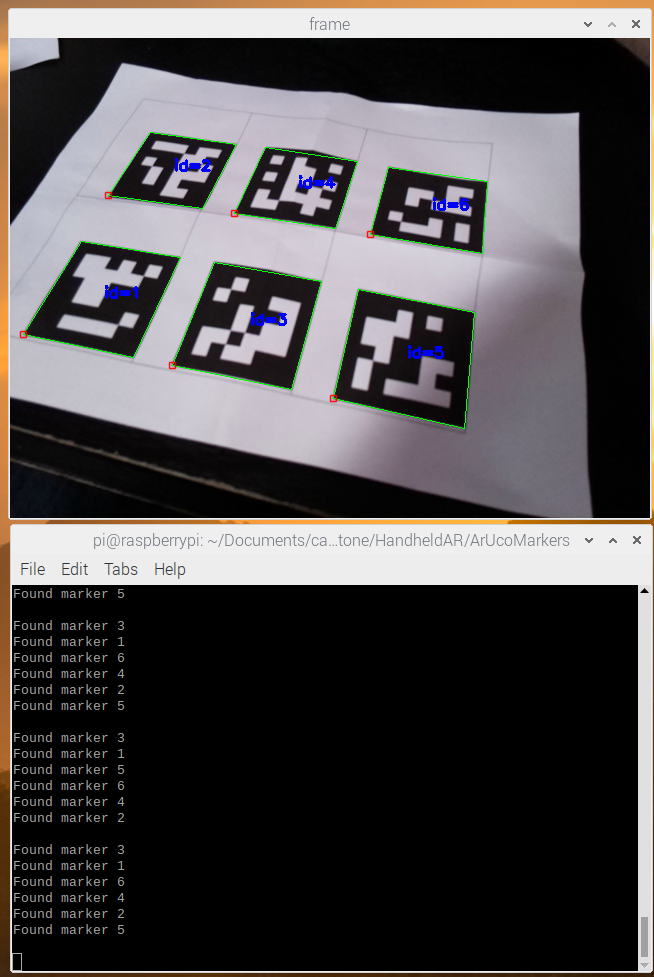 frame
id=2
id=4
id=6
id=1
id=3
id=5
pi@raspberrypi: ~/Documents/ca...tone/HandheldAR/ArUcoMarkers
File Edit Tabs Help
Found marker 5
Found marker 3
Found marker 1
Found marker 6
Found marker 4
Found marker 2
Found marker 5
Found marker 3
Found marker 1
Found marker 5
Found marker 6
Found marker 4
Found marker 2
Found marker 3
Found marker 1
Found marker 6
Found marker 4
Found marker 2
Found marker 5